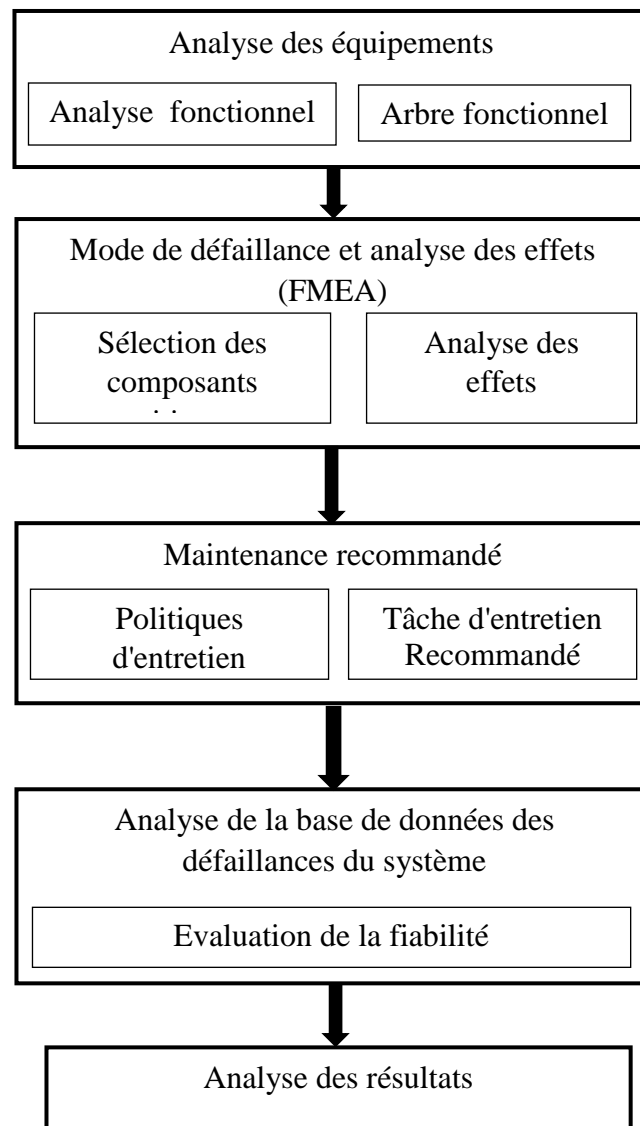 Analyse des équipements
Analyse fonctionnel
Arbre fonctionnel
Mode de défaillance et analyse des effets
(FMEA)
Sélection des
composants
Analyse des
effets
Maintenance recommandé
Politiques
d'entretien
Tâche d'entretien
Recommandé
Analyse de la base de données des
défaillances du système
Evaluation de la fiabilité
Analyse des résultats